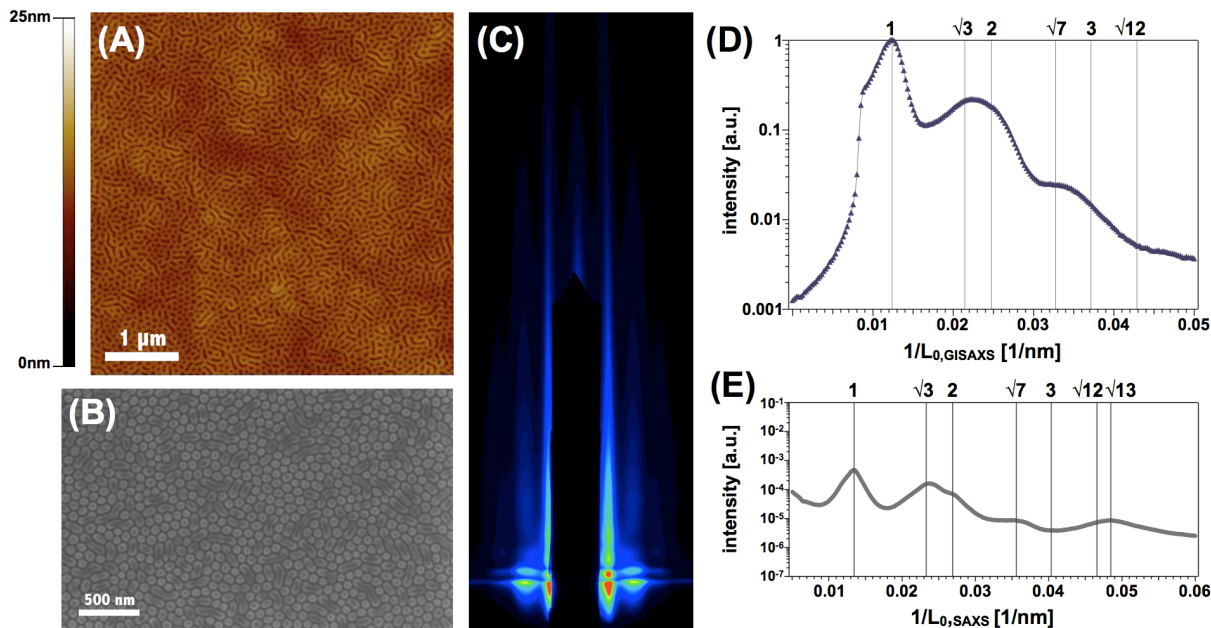 25nm
0nm
(A)
1 µm
(B)
500 nm
(C)
(D)
1 √3 2 √7 3 √12
1
0.1
0.01
0.001
intensity [a.u.]
0.01 0.02 0.03 0.04 0.05
1/L0,GISAXS [1/nm]
(E)
1 √3 2 √7 3 √12 √13
10-1
10-2
10-3
10-4
10-5
10-6
10-7
intensity [a.u.]
0.01 0.02 0.03 0.04 0.05 0.06
1/L0,SAXS [1/nm]